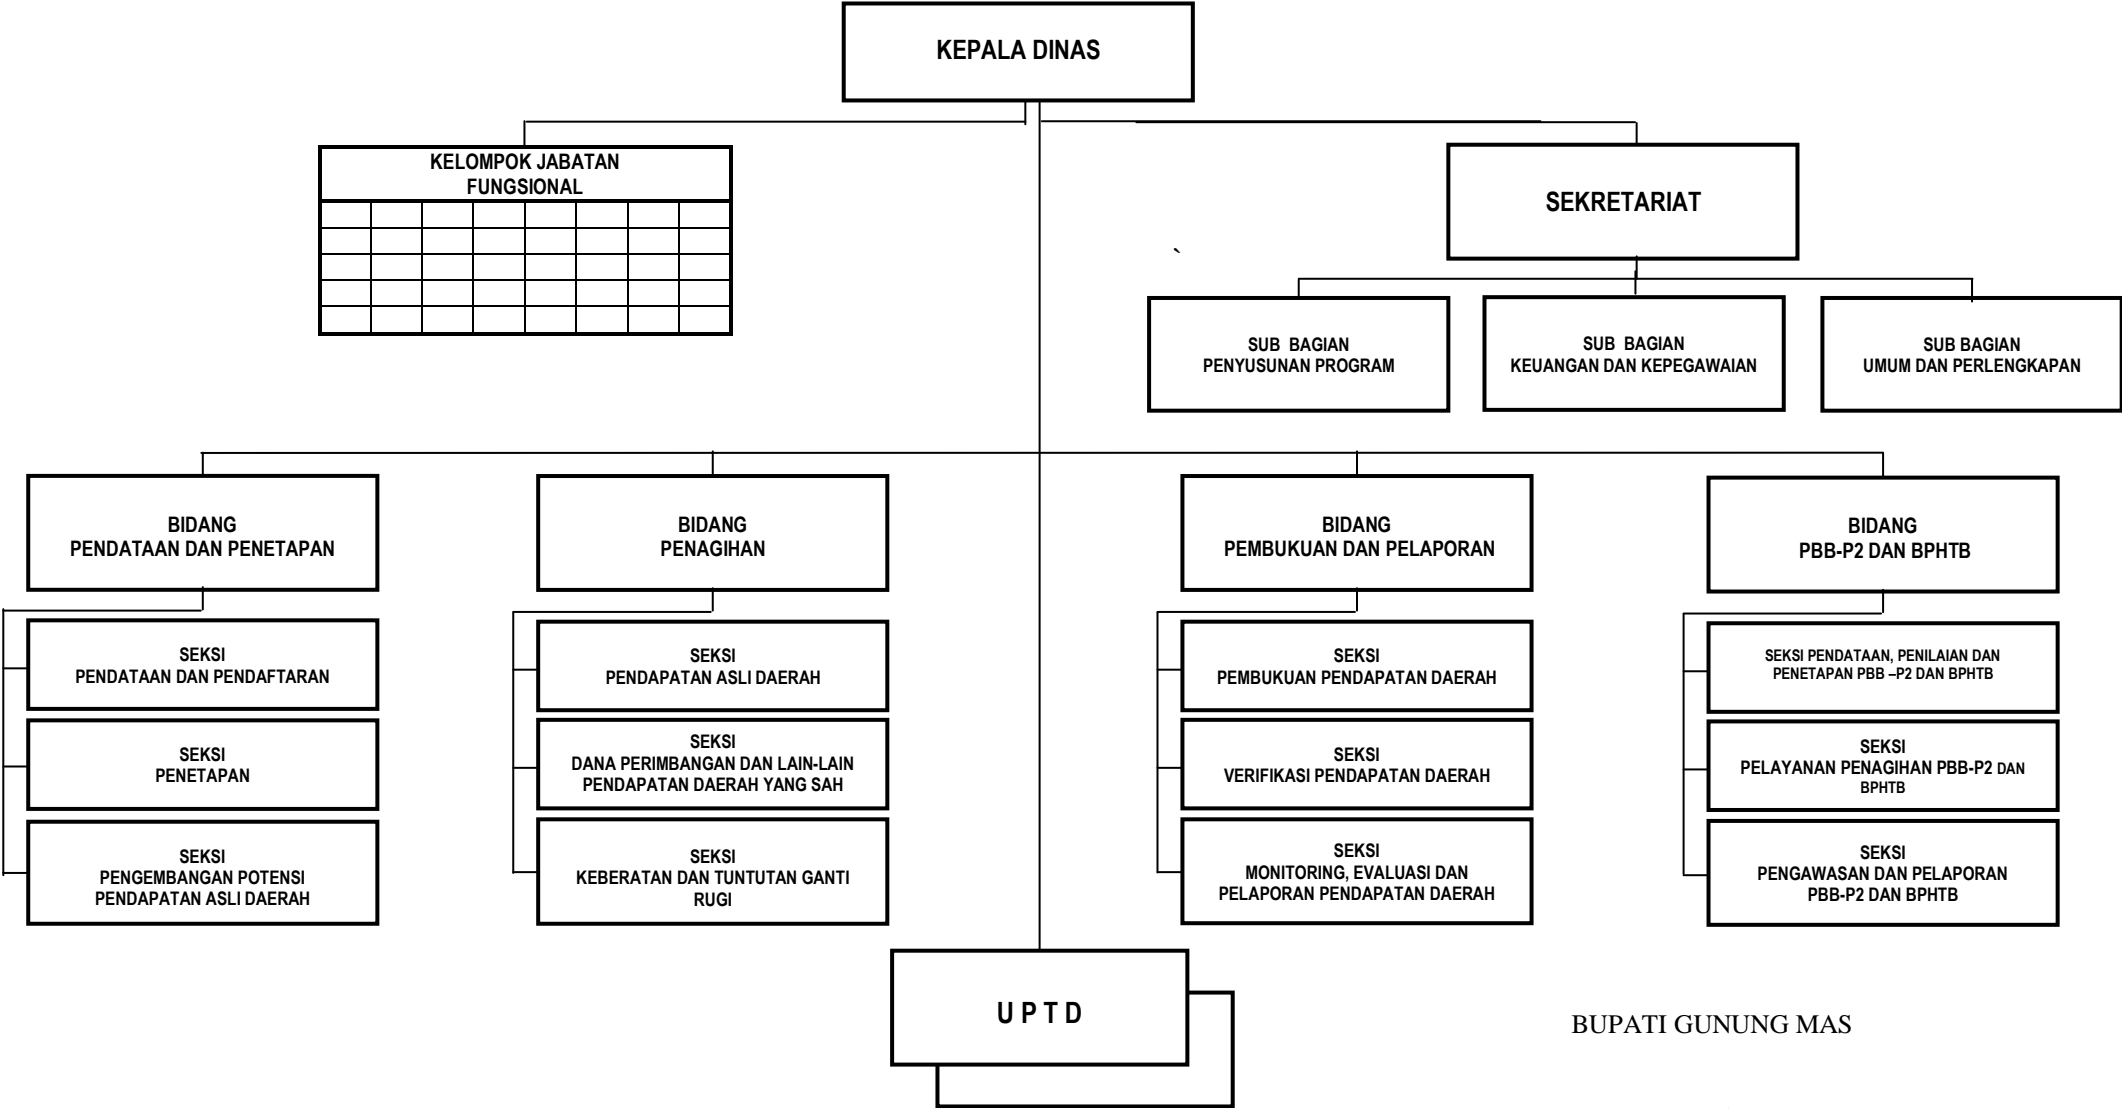 KEPALA DINAS
KELOMPOK JABATAN
FUNGSIONAL
SEKRETARIAT
`
SUB BAGIAN
PENYUSUNAN PROGRAM
SUB BAGIAN
KEUANGAN DAN KEPEGAWAIAN
SUB BAGIAN
UMUM DAN PERLENGKAPAN
BIDANG
PENDATAAN DAN PENETAPAN
BIDANG
PENAGIHAN
BIDANG
PEMBUKUAN DAN PELAPORAN
BIDANG
PBB-P2 DAN BPHTB
SEKSI
PENDATAAN DAN PENDAFTARAN
SEKSI
PENDAPATAN ASLI DAERAH
SEKSI
PEMBUKUAN PENDAPATAN DAERAH
SEKSI PENDATAAN, PENILAIAN DAN
PENETAPAN PBB –P2 DAN BPHTB
SEKSI
PENETAPAN
SEKSI
DANA PERIMBANGAN DAN LAIN-LAIN
PENDAPATAN DAERAH YANG SAH
SEKSI
VERIFIKASI PENDAPATAN DAERAH
SEKSI
PELAYANAN PENAGIHAN PBB-P2 DAN
BPHTB
SEKSI
PENGEMBANGAN POTENSI
PENDAPATAN ASLI DAERAH
SEKSI
KEBERATAN DAN TUNTUTAN GANTI
RUGI
SEKSI
MONITORING, EVALUASI DAN
PELAPORAN PENDAPATAN DAERAH
SEKSI
PENGAWASAN DAN PELAPORAN
PBB-P2 DAN BPHTB
U P T D
BUPATI GUNUNG MAS